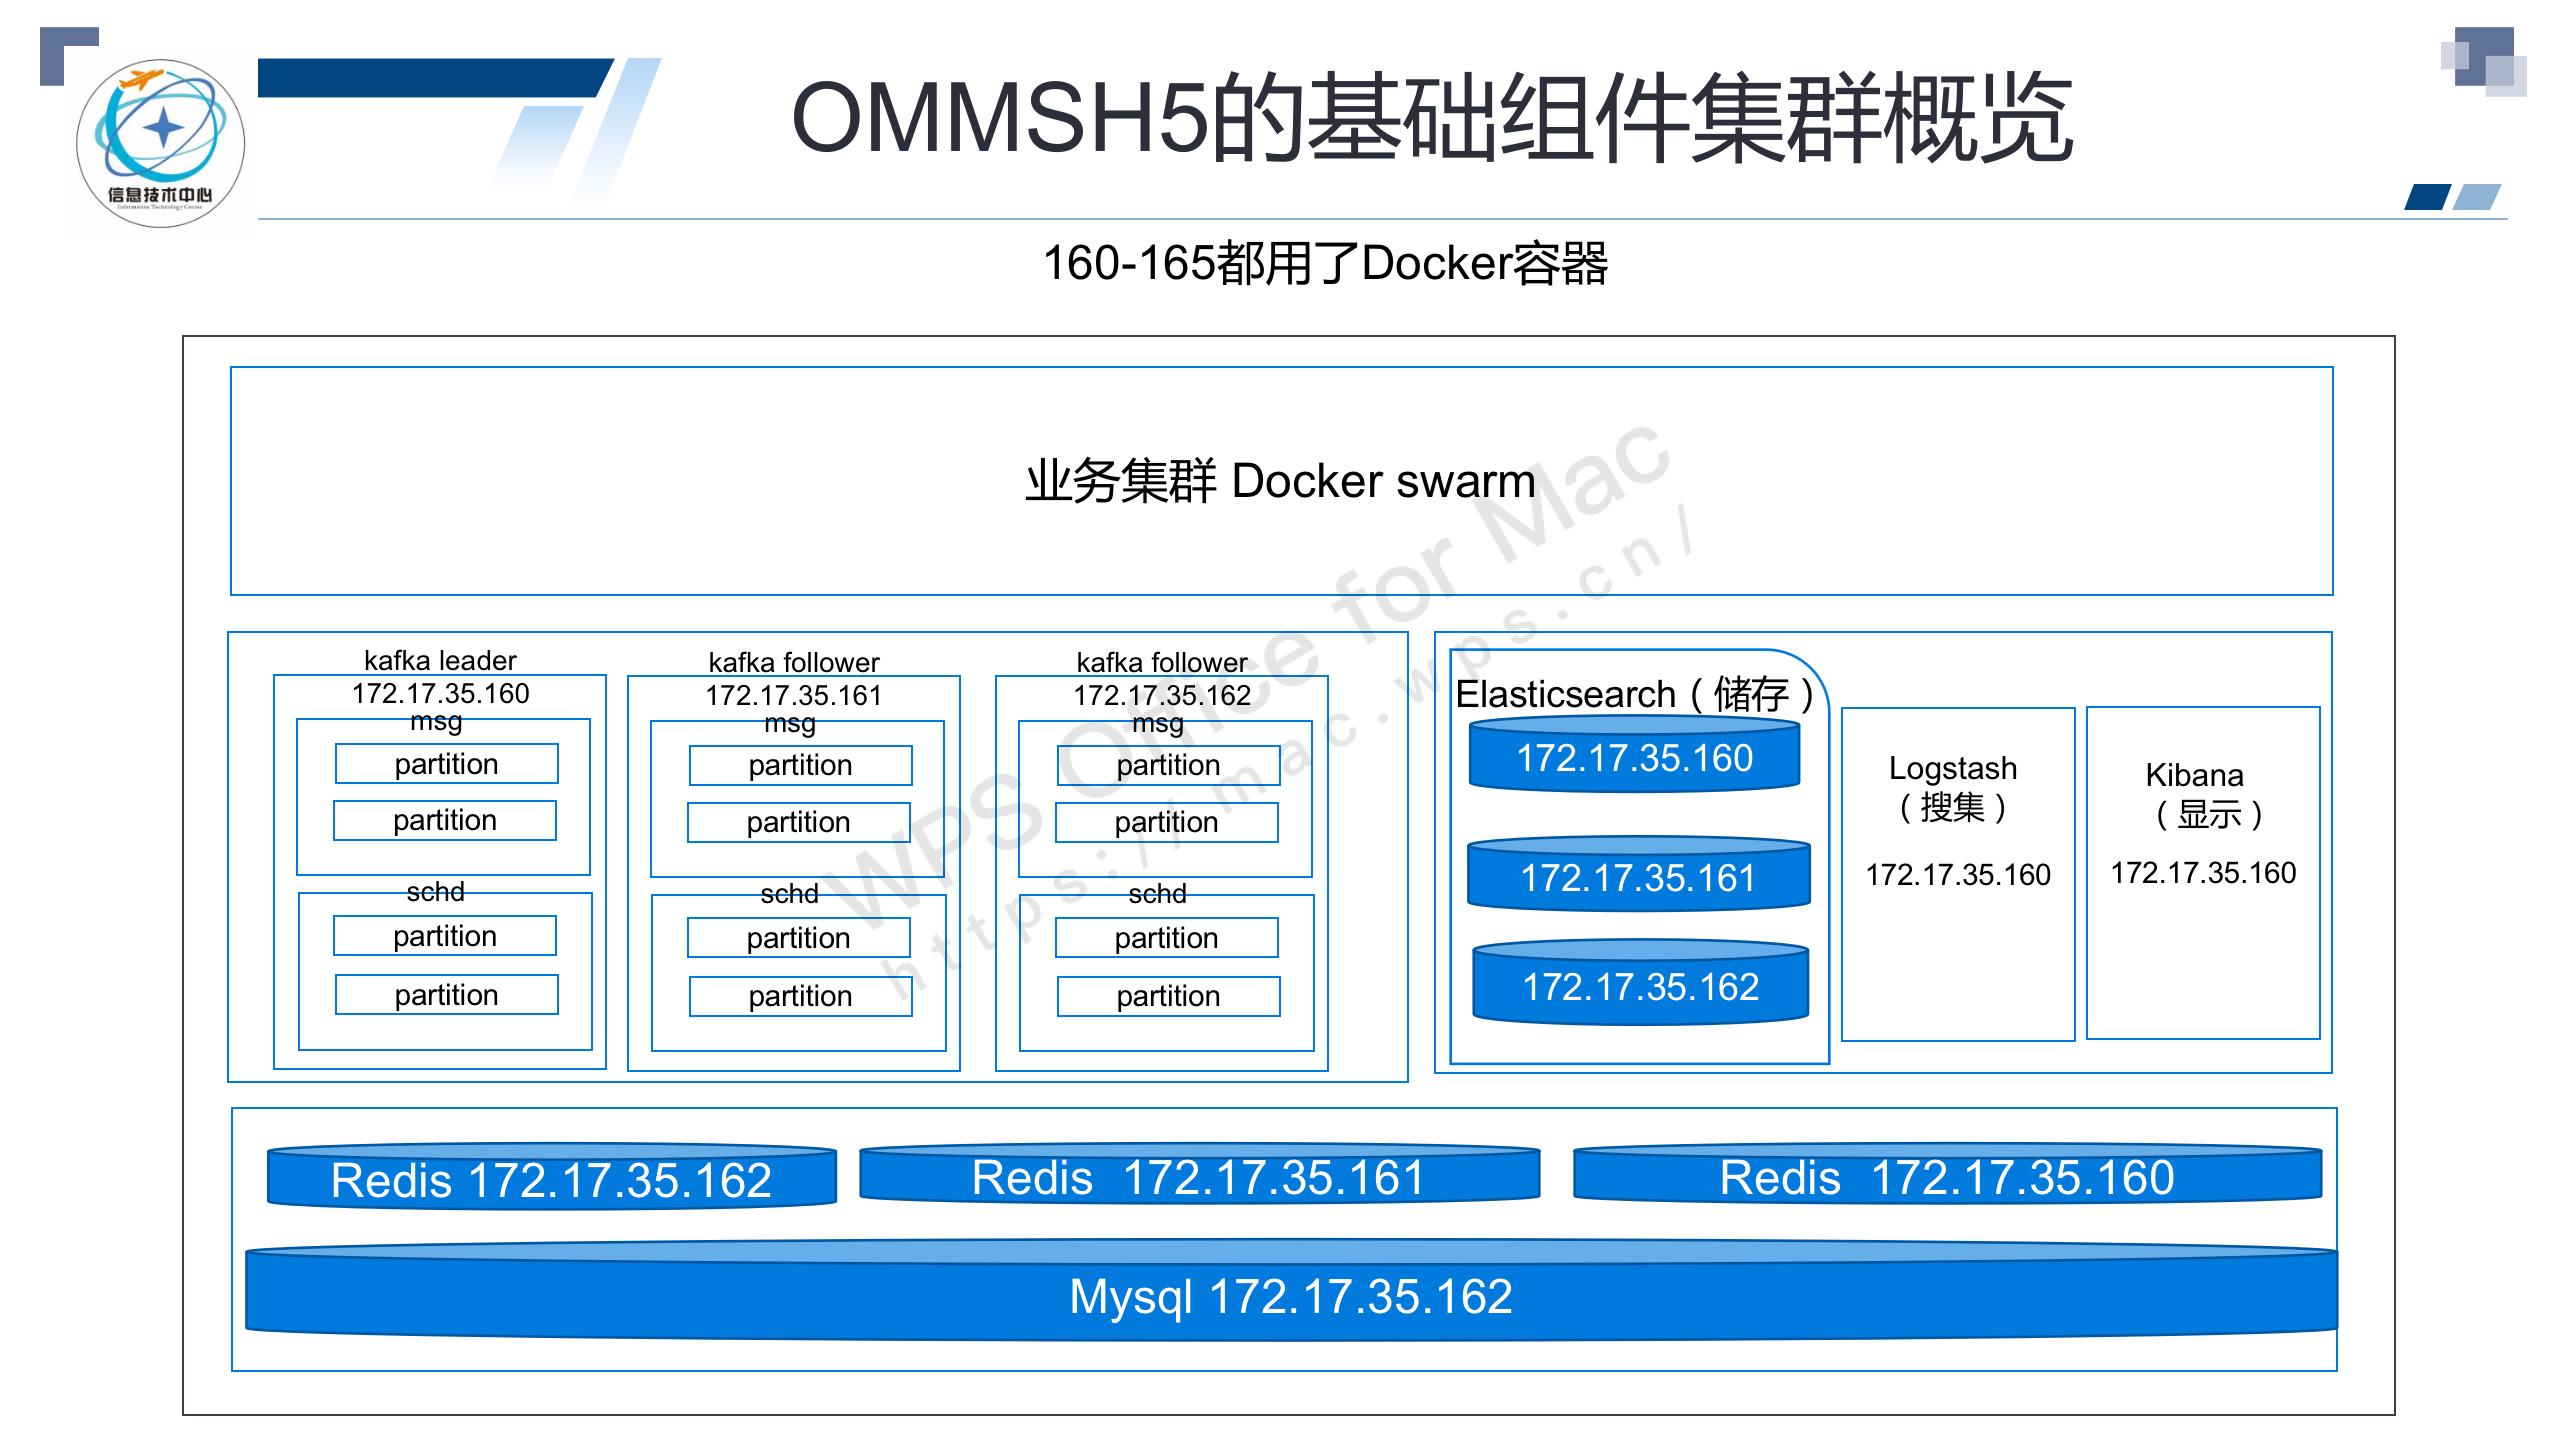 信息技术中心
Information Technology Center
OMMSH5的基础组件集群概览
160-165都用了Docker容器
业务集群 Docker swarm
kafka leader
172.17.35.160
msg
partition
partition
schd
partition
partition
kafka follower
172.17.35.161
msg
partition
partition
schd
partition
partition
kafka follower
172.17.35.162
msg
partition
partition
schd
partition
partition
Elasticsearch（储存）
172.17.35.160
172.17.35.161
172.17.35.162
Logstash
（搜集）
172.17.35.160
Kibana
（显示）
172.17.35.160
Redis 172.17.35.162
Redis 172.17.35.161
Redis 172.17.35.160
Mysql 172.17.35.162
WPS Office for Mac
https://mac.wps.cn/